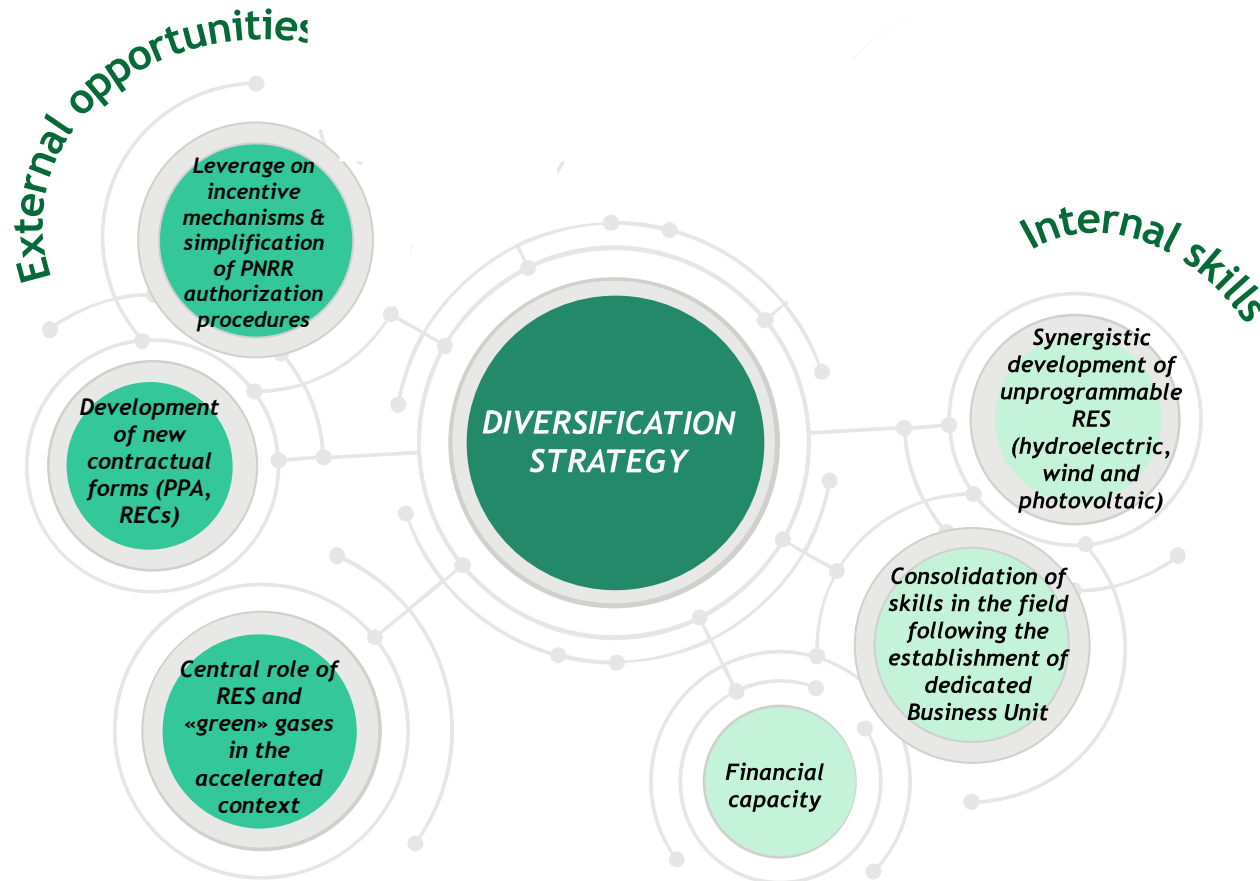 External opportunities
Leverage on
incentive
mechanisms &
simplification
of PNRR
authorization
procedures
Development
of new
contractual
forms (PPA,
RECs)
Central role of
RES and
«green» gases
in the
accelerated
context
DIVERSIFICATION
STRATEGY
Internal skills
Synergistic
development of
unprogrammable
RES
(hydroelectric,
wind and
photovoltaic)
Consolidation of
skills in the field
following the
establishment of
dedicated
Business Unit
Financial
capacity